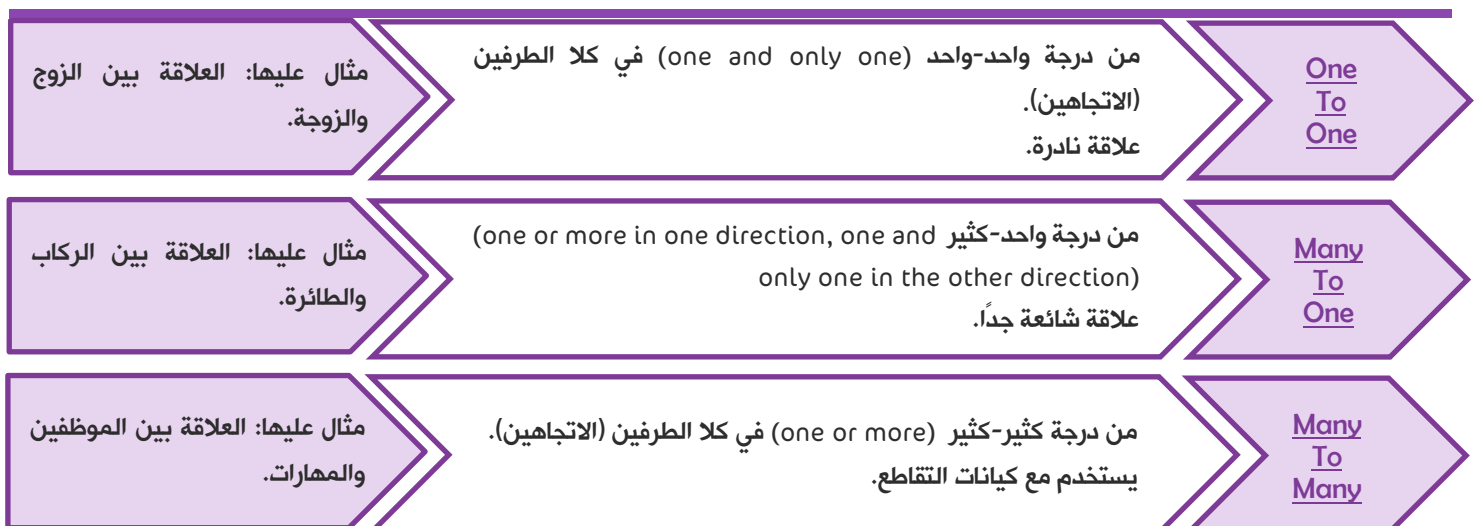 One
To
One
من درجة واحد-واحد (one and only one) في كلا الطرفين
(الاتجاهين).
علاقة نادرة.
مثال عليها: العلاقة بين الزوج
والزوجة.
Many
To
One
من درجة واحد-كثير (one or more in one direction, one and
only one in the other direction)
علاقة شائعة جدًا.
مثال عليها: العلاقة بين الركاب
والطائرة.
Many
To
Many
من درجة كثير-كثير (one or more) في كلا الطرفين (الاتجاهين).
يستخدم مع كيانات التقاطع.
مثال عليها: العلاقة بين الموظفين
والمهارات.